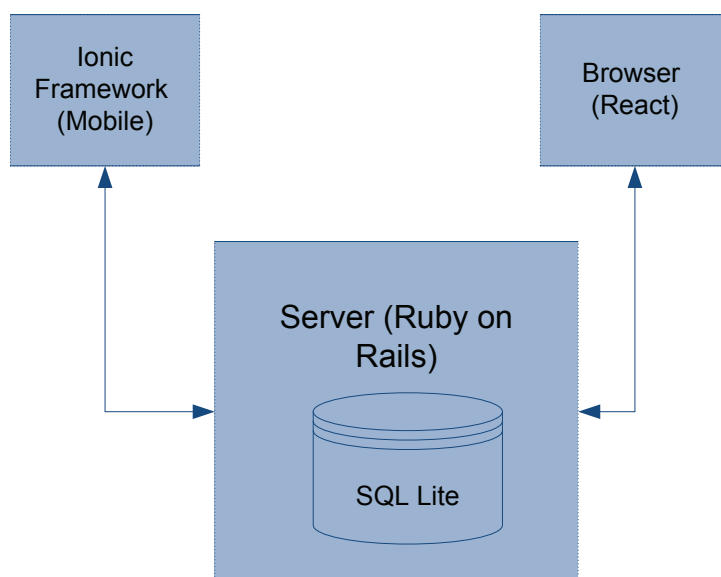 Ionic
Framework
(Mobile)
Browser
(React)
Server (Ruby on
Rails)
SQL Lite